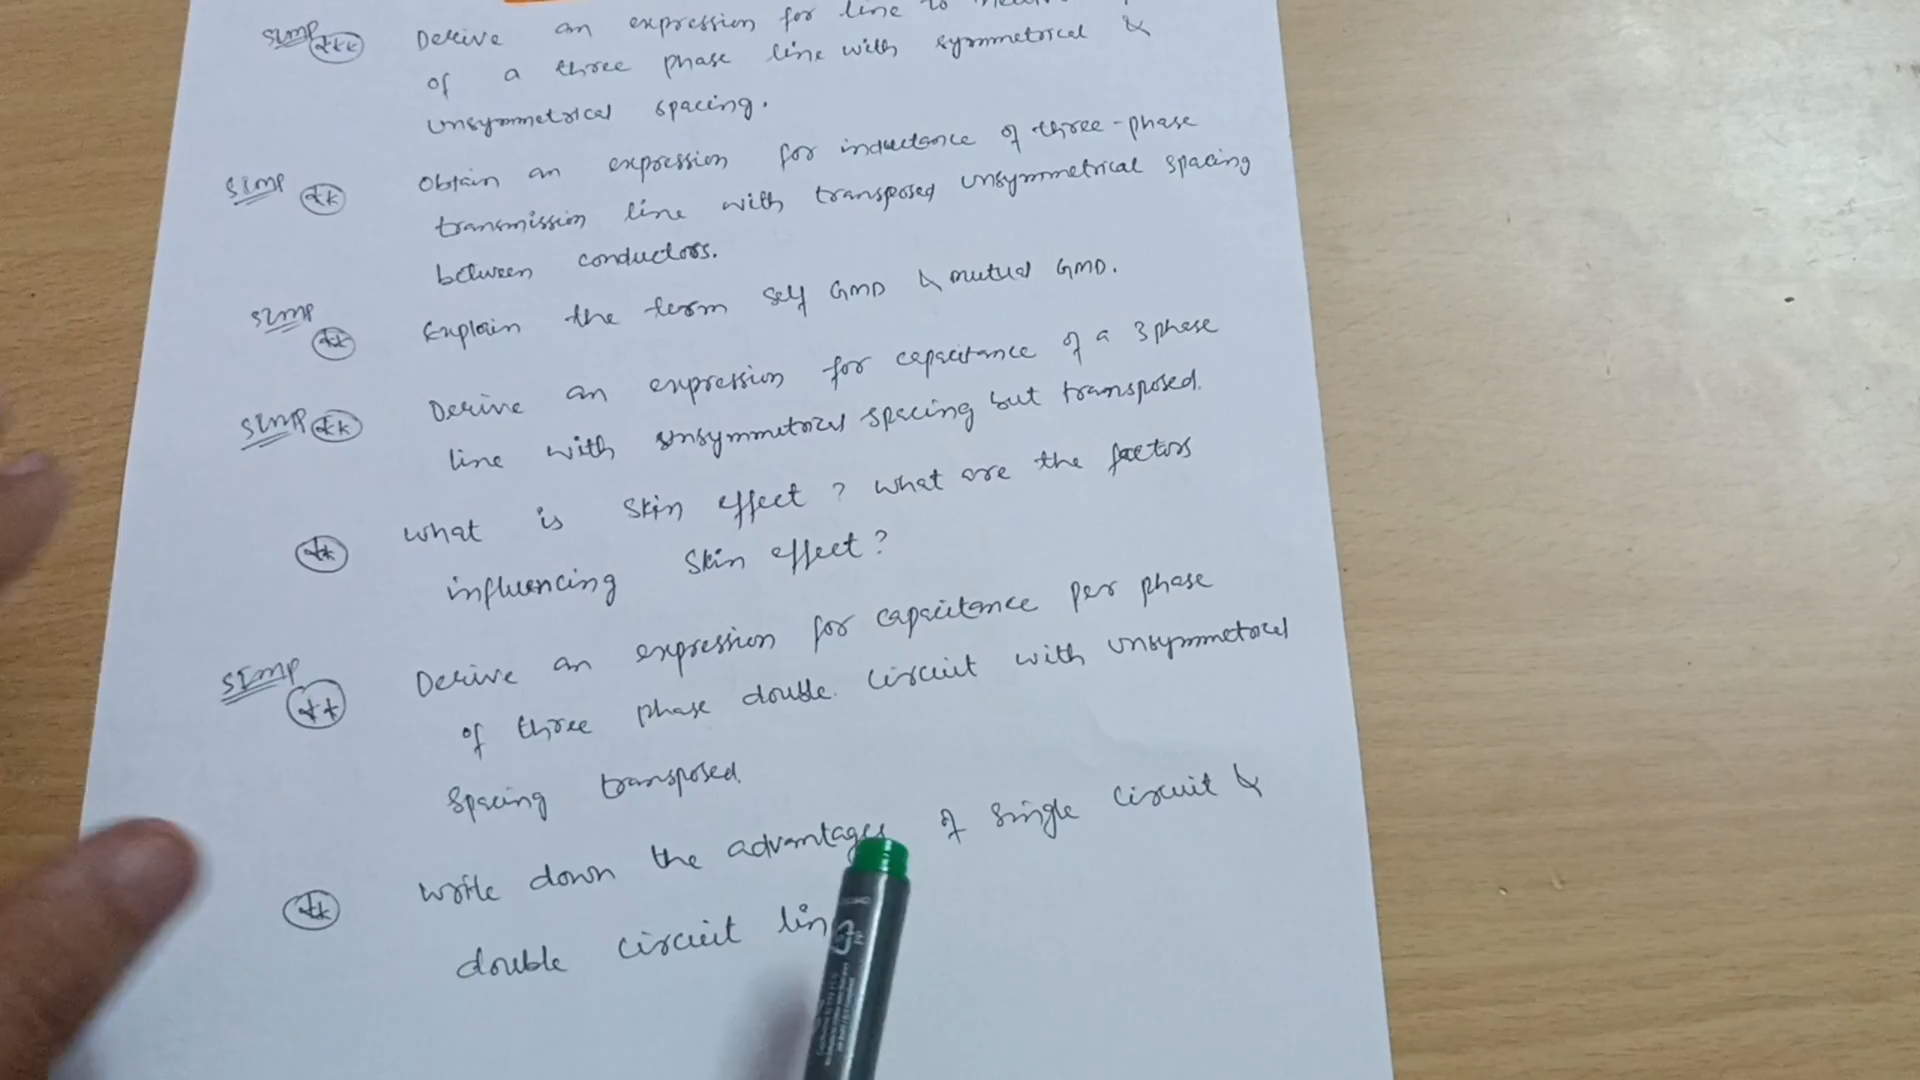 SIMP *** Derive an expression for line to
of a three phase line with symmetrical &
unsymmetrical spacing.
SIMP ** Obtain an expression for inductance of three-phase
transmission line with transposed unsymmetrical spacing
between conductors.
SIMP ** Explain the term self GMD & mutual GMD.
SIMP ** Derive an expression for capacitance of a 3 phase
line with unsymmetrical spacing but transposed.
** What is skin effect? What are the factors
influencing skin effect?
SIMP ** Derive an expression for capacitance per phase
of three phase double circuit with unsymmetrical
spacing transposed.
** Write down the advantages of single circuit &
double circuit lin